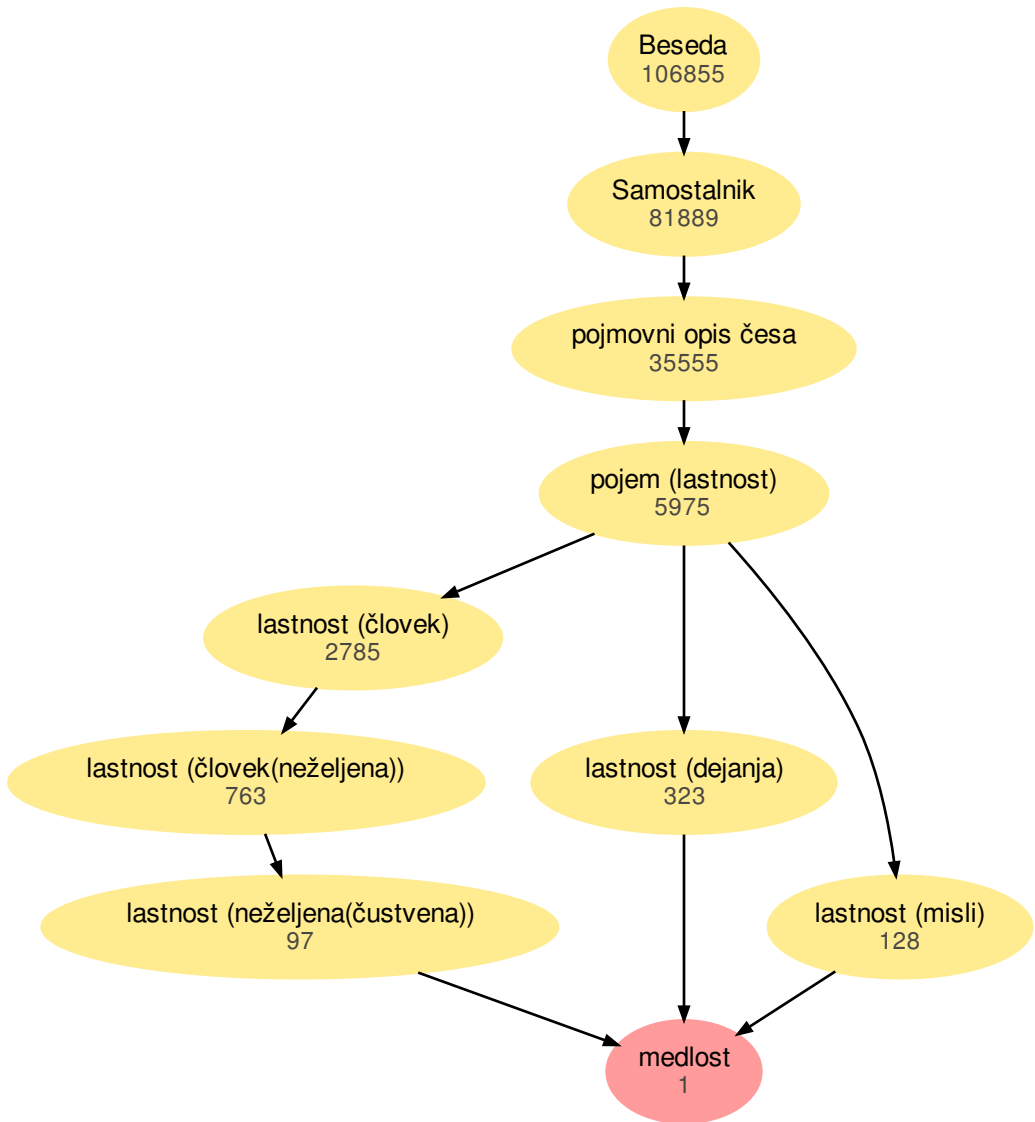 Beseda
106855
Samostalnik
81889
pojmovni opis česa
35555
pojem (lastnost)
5975
lastnost (človek)
2785
lastnost (človek(neželjena))
763
lastnost (dejanja)
323
lastnost (neželjena(čustvena))
97
lastnost (misli)
128
medlost
1